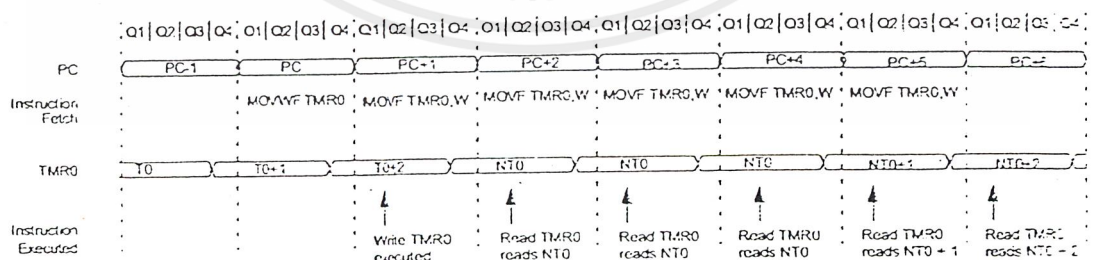 Q1|Q2|Q3|Q4 Q1|Q2|Q3|Q4 Q1|Q2|Q3|Q4 Q1|Q2|Q3|Q4 Q1|Q2|Q3|Q4 Q1|Q2|Q3|Q4 Q1|Q2|Q3|Q4 Q1|Q2|Q3|Q4
PC PC-1 PC PC+1 PC+2 PC+3 PC+4 PC+5 PC+6
Instruction Fetch MOVWF TMR0 MOVF TMR0,W MOVF TMR0,W MOVF TMR0,W MOVF TMR0,W MOVF TMR0,W
TMR0 T0 T0+1 T0+2 NT0 NT0 NT0 NT0+1 NT0+2
Instruction Write TMR0 Read TMR0 Read TMR0 Read TMR0 Read TMR0 Read TMR0
Executed executed reads NT0 reads NT0 reads NT0 reads NT0 + 1 reads NT0 + 2